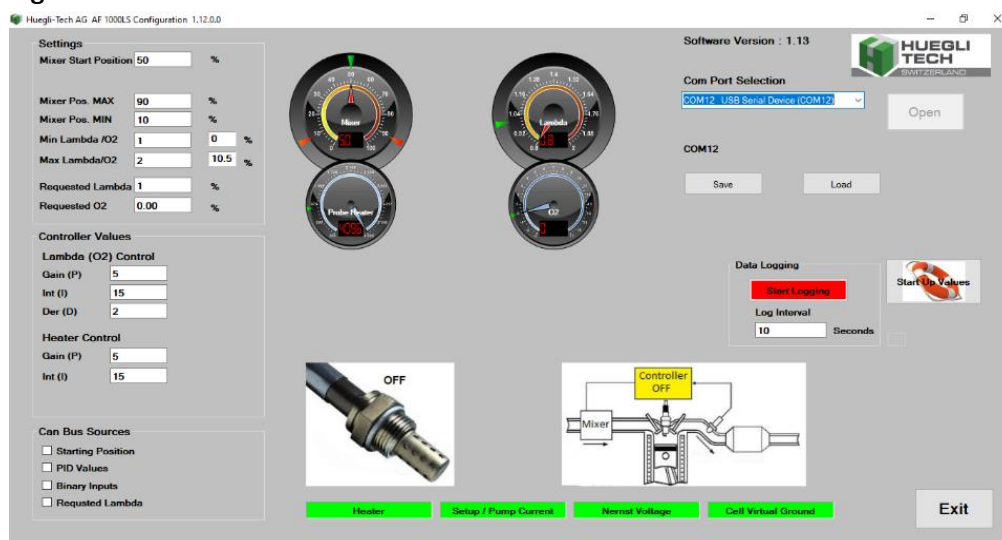 Huegli-Tech AG AF 1000LS Configuration 1.12.0.0
Settings
Mixer Start Position 50 %
Mixer Pos. MAX 90 %
Mixer Pos. MIN 10 %
Min Lambda /O2 1 0 %
Max Lambda/O2 2 10.5 %
Requested Lambda 1 %
Requested O2 0.00 %
Controller Values
Lambda (O2) Control
Gain (P) 5
Int (I) 15
Der (D) 2
Heater Control
Gain (P) 5
Int (I) 15
Can Bus Sources
Starting Position
PID Values
Binary Inputs
Requsted Lambda
Mixer
50
Probe Heater
Lambda
0.8
O2
0
Software Version : 1.13
HUEGLI
TECH
SWITZERLAND
Com Port Selection
COM12 USB Serial Device (COM12)
Open
COM12
Save Load
Data Logging
Start Logging
Log Interval
10 Seconds
Start Up Values
OFF
Controller
OFF
Mixer
Heater Setup / Pump Current Nernst Voltage Cell Virtual Ground
Exit